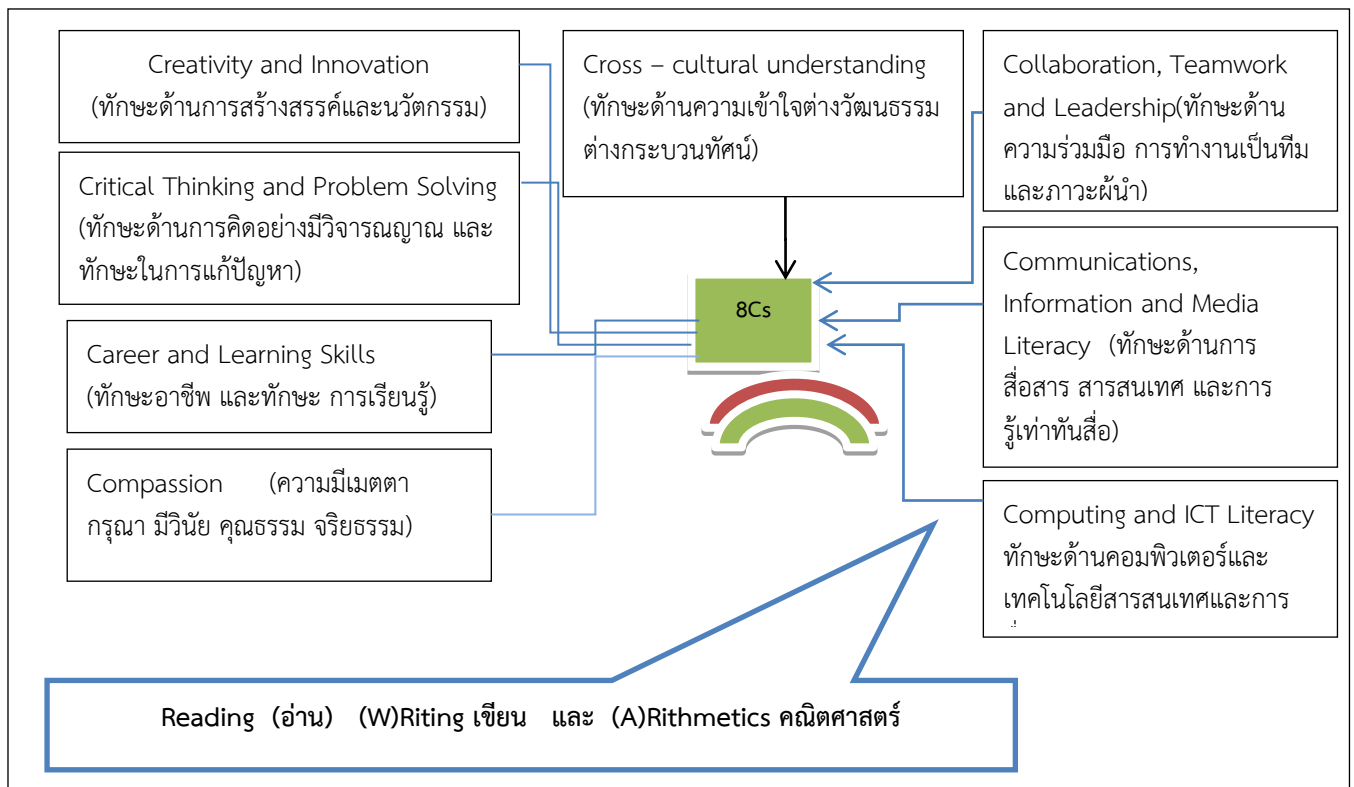 Creativity and Innovation
(ทักษะด้านการสร้างสรรค์และนวัตกรรม)
Critical Thinking and Problem Solving
(ทักษะด้านการคิดอย่างมีวิจารณญาณ และ
ทักษะในการแก้ปัญหา)
Career and Learning Skills
(ทักษะอาชีพ และทักษะ การเรียนรู้)
Compassion (ความมีเมตตา
กรุณา มีวินัย คุณธรรม จริยธรรม)
Cross – cultural understanding
(ทักษะด้านความเข้าใจต่างวัฒนธรรม
ต่างกระบวนทัศน์)
8Cs
Collaboration, Teamwork
and Leadership(ทักษะด้าน
ความร่วมมือ การทำงานเป็นทีม
และภาวะผู้นำ)
Communications,
Information and Media
Literacy (ทักษะด้านการ
สื่อสาร สารสนเทศ และการ
รู้เท่าทันสื่อ)
Computing and ICT Literacy
ทักษะด้านคอมพิวเตอร์และ
เทคโนโลยีสารสนเทศและการ
Reading (อ่าน) (W)Riting เขียน และ (A)Rithmetics คณิตศาสตร์